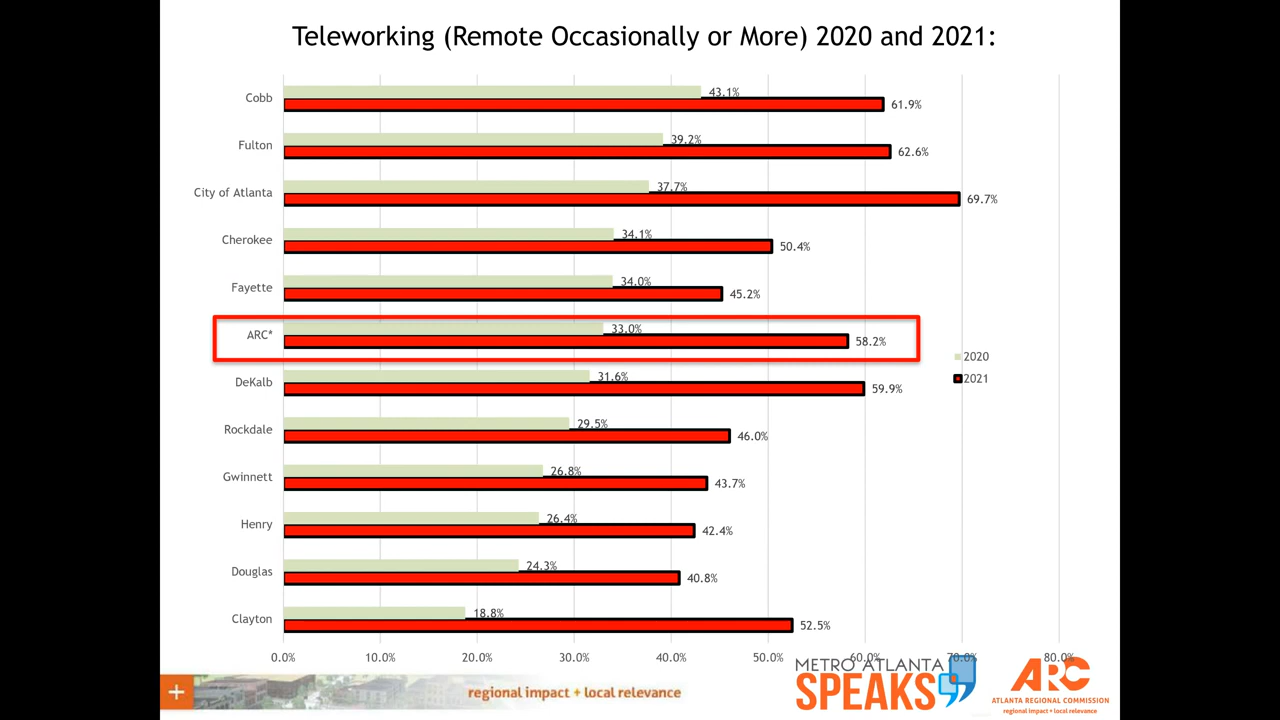 Teleworking (Remote Occasionally or More) 2020 and 2021:
Cobb 43.1% 61.9%
Fulton 39.2% 62.6%
City of Atlanta 37.7% 69.7%
Cherokee 34.1% 50.4%
Fayette 34.0% 45.2%
ARC* 33.0% 58.2%
2020
2021
DeKalb 31.6% 59.9%
Rockdale 29.5% 46.0%
Gwinnett 26.8% 43.7%
Henry 26.4% 42.4%
Douglas 24.3% 40.8%
Clayton 18.8% 52.5%
0.0% 10.0% 20.0% 30.0% 40.0% 50.0% 60.0% 70.0% 80.0%
regional impact + local relevance
METRO ATLANTA
SPEAKS
ARC
ATLANTA REGIONAL COMMISSION
regional impact + local relevance